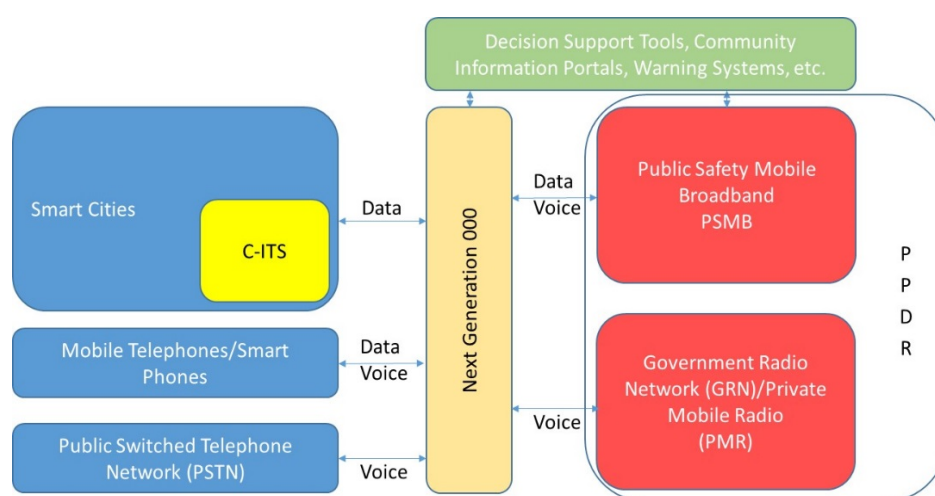 Decision Support Tools, Community
Information Portals, Warning Systems, etc.
Smart Cities
C-ITS
Data
Mobile Telephones/Smart
Phones
Data
Voice
Public Switched Telephone
Network (PSTN)
Voice
Next Generation 000
Data
Voice
Public Safety Mobile
Broadband
PSMB
Voice
Government Radio
Network (GRN)/Private
Mobile Radio
(PMR)
P
P
D
R